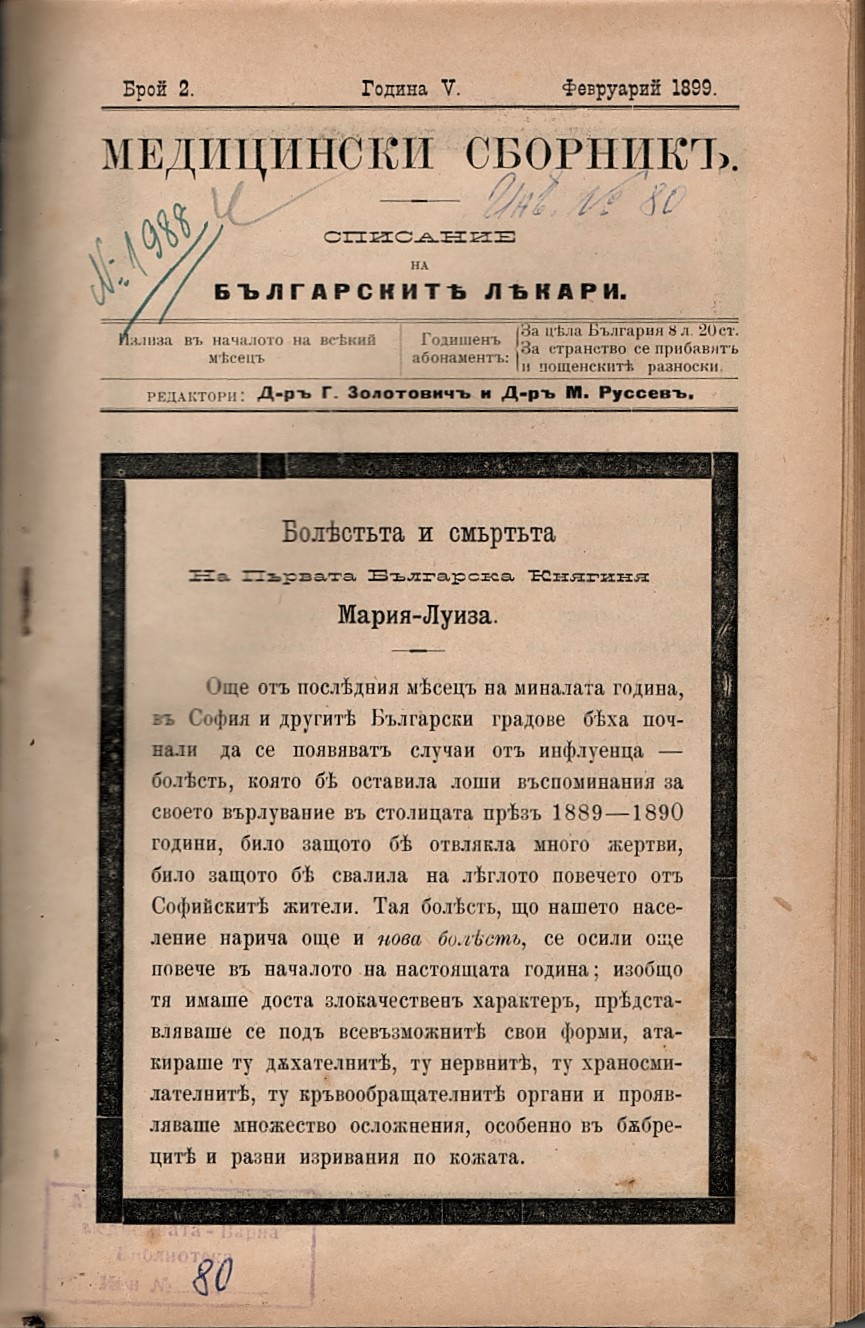 Брой 2. Година V. Февруарий 1899.
МЕДИЦИНСКИ СБОРНИКЪ.
Инв. № 80
№ 1988
СПИСАНИЕ
НА
БЪЛГАРСКИТѢ ЛѢКАРИ.
Излиза въ началото на всѣкий
мѣсецъ
Годишенъ
абонаментъ:
За цѣла България 8 л. 20 ст.
За странство се прибавятъ
и пощенскитѣ разноски.
РЕДАКТОРИ: Д-ръ Г. Золотовичъ и Д-ръ М. Руссевъ.
Болѣстьта и смьртьта
На Първата Българска Княгиня
Мария-Луиза.
Още отъ послѣдния мѣсецъ на миналата година,
въ София и другитѣ Български градове бѣха поч-
нали да се появяватъ случаи отъ инфлуенца —
болѣсть, която бѣ оставила лоши въспоминания за
своето върлувание въ столицата прѣзъ 1889—1890
години, било защото бѣ отвлякла много жертви,
било защото бѣ свалила на лѣглото повечето отъ
Софийскитѣ жители. Тая болѣсть, що нашето насе-
ление нарича още и нова болѣсть, се осили още
повече въ началото на настоящата година; изобщо
тя имаше доста злокачественъ характеръ, прѣдста-
вляваше се подъ всевъзможнитѣ свои форми, ата-
кираше ту дѫхателнитѣ, ту нервнитѣ, ту храносми-
лателнитѣ, ту кръвообращателнитѣ органи и прояв-
ляваше множество осложнения, особенно въ бѫбре-
цитѣ и разни изривания по кожата.
Варна
Библиотека
Инв №
80